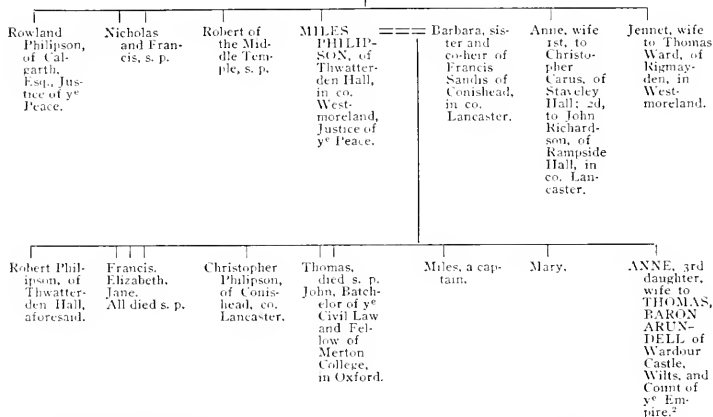 Rowland
Philipson,
of Cal-
garth,
Esq., Jus-
tice of yᵉ
Peace.
Nicholas
and Fran-
cis, s. p.
Robert of
the Mid-
dle Tem-
ple, s. p.
MILES
PHILIP-
SON, of
Thwatter-
den Hall,
in co.
West-
moreland,
Justice of
yᵉ Peace.
Barbara, sis-
ter and
co-heir of
Francis
Sandis of
Conishead,
in co.
Lancaster.
Anne, wife
1st, to
Christo-
pher
Carus, of
Staveley
Hall; 2d,
to John
Richard-
son, of
Rampside
Hall, in
co. Lan-
caster.
Jennet, wife
to Thomas
Ward, of
Rigmay-
den, in
West-
moreland.
Robert Phil-
ipson, of
Thwatter-
den Hall,
aforesaid.
Francis.
Elizabeth.
Jane.
All died s. p.
Christopher
Philipson,
of Conis-
head, co.
Lancaster.
Thomas,
died s. p.
John, Batch-
elor of yᵉ
Civil Law
and Fel-
low of
Merton
College,
in Oxford.
Miles, a cap-
tain.
Mary.
ANNE, 3rd
daughter,
wife to
THOMAS,
BARON
ARUN-
DELL of
Wardour
Castle,
Wilts, and
Count of
yᵉ Em-
pire.²